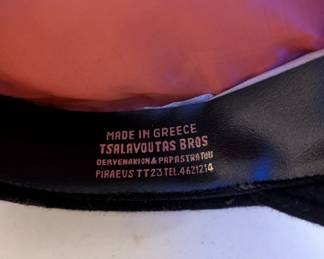 MADE IN GREECE
TSALAVOUTAS BROS
DERVENAKION & PAPASTRATOU
PIRAEUS TT23 TEL. 4621214